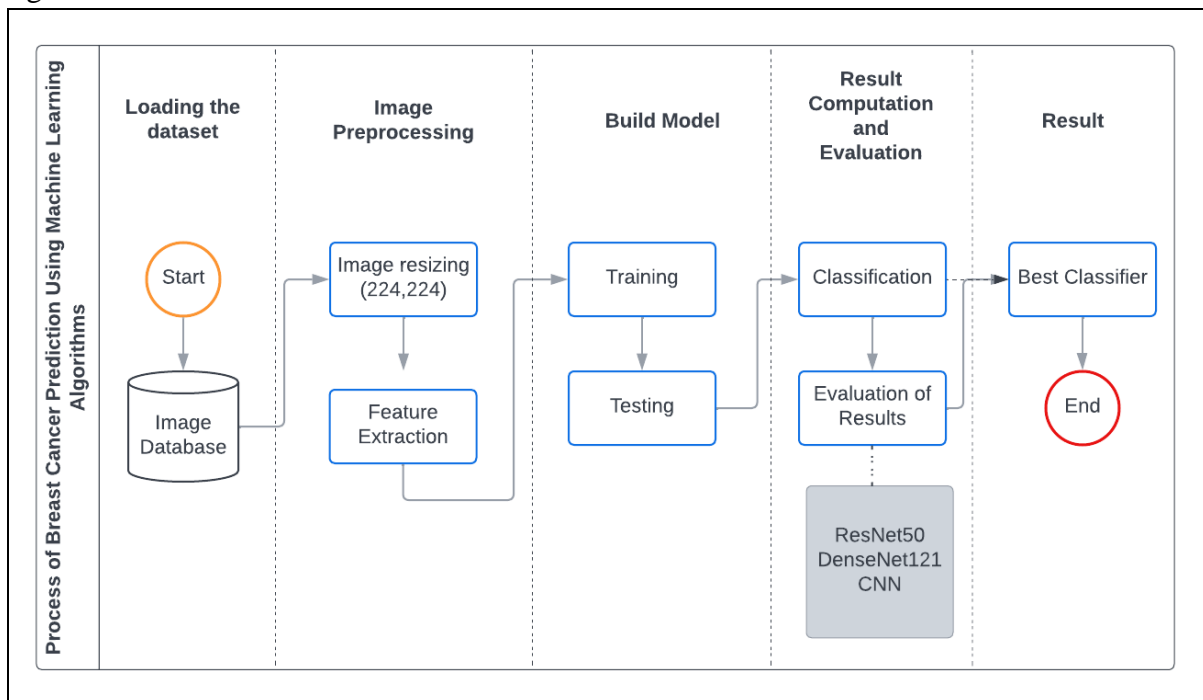 Process of Breast Cancer Prediction Using Machine Learning
Algorithms
Loading the
dataset
Image
Preprocessing
Build Model
Result
Computation
and
Evaluation
Result
Start
Image
Database
Image resizing
(224,224)
Feature
Extraction
Training
Testing
Classification
Evaluation of
Results
ResNet50
DenseNet121
CNN
Best Classifier
End